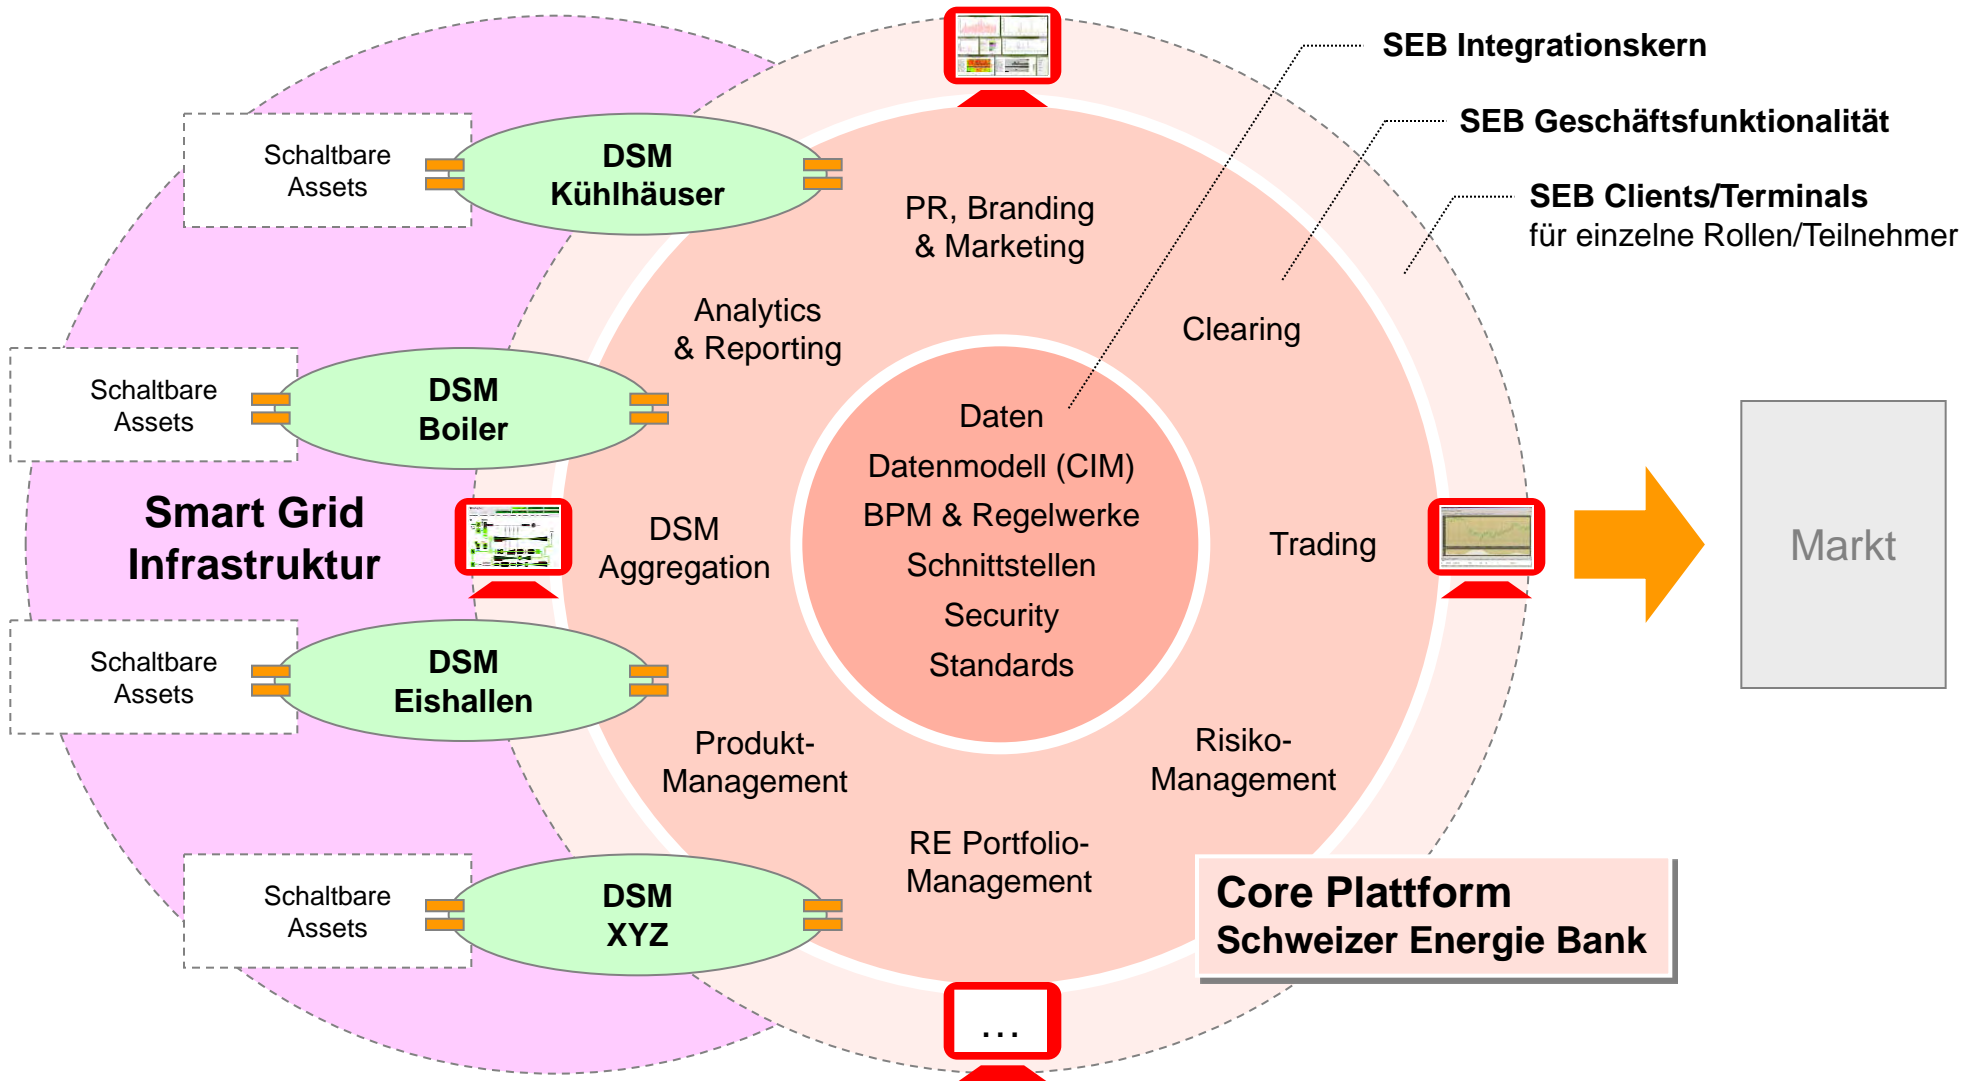 SEB Integrationskern
SEB Geschäftsfunktionalität
SEB Clients/Terminals
für einzelne Rollen/Teilnehmer
Schaltbare
Assets
DSM
Kühlhäuser
PR, Branding
& Marketing
Analytics
& Reporting
Clearing
Schaltbare
Assets
DSM
Boiler
Daten
Datenmodell (CIM)
BPM & Regelwerke
Schnittstellen
Security
Standards
Smart Grid
Infrastruktur
DSM
Aggregation
Trading
Markt
Schaltbare
Assets
DSM
Eishallen
Produkt-
Management
Risiko-
Management
RE Portfolio-
Management
Schaltbare
Assets
DSM
XYZ
Core Plattform
Schweizer Energie Bank
...